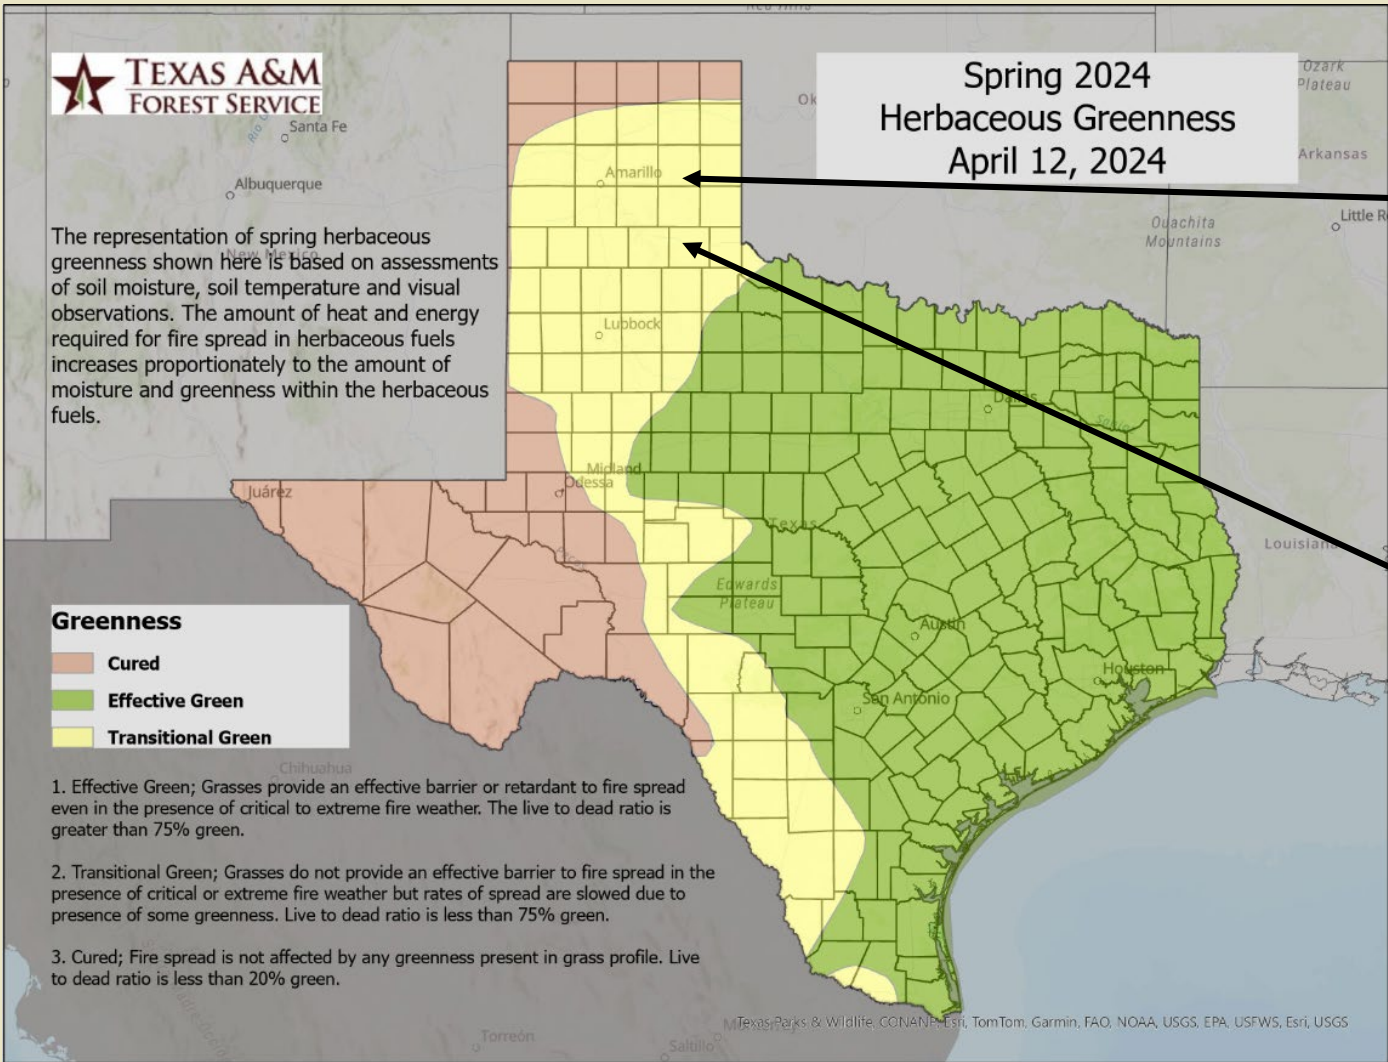 Red Hills
TEXAS A&M
FOREST SERVICE
Spring 2024
Herbaceous Greenness
April 12, 2024
Ozark
Plateau
Ok
Santa Fe
Arkansas
Amarillo
Albuquerque
Little R
Ouachita
Mountains
The representation of spring herbaceous
greenness shown here is based on assessments
of soil moisture, soil temperature and visual
observations. The amount of heat and energy
required for fire spread in herbaceous fuels
increases proportionately to the amount of
moisture and greenness within the herbaceous
fuels.
New Mexico
Lubbock
Dallas
Midland
Odessa
Juárez
Texas
Louisiana
Edwards
Plateau
Austin
Houston
San Antonio
Greenness
Cured
Effective Green
Transitional Green
Chihuahua
1. Effective Green; Grasses provide an effective barrier or retardant to fire spread
even in the presence of critical to extreme fire weather. The live to dead ratio is
greater than 75% green.
2. Transitional Green; Grasses do not provide an effective barrier to fire spread in the
presence of critical or extreme fire weather but rates of spread are slowed due to
presence of some greenness. Live to dead ratio is less than 75% green.
3. Cured; Fire spread is not affected by any greenness present in grass profile. Live
to dead ratio is less than 20% green.
Texas Parks & Wildlife, CONANP, Esri, TomTom, Garmin, FAO, NOAA, USGS, EPA, USFWS, Esri, USGS
Torreón
Saltillo